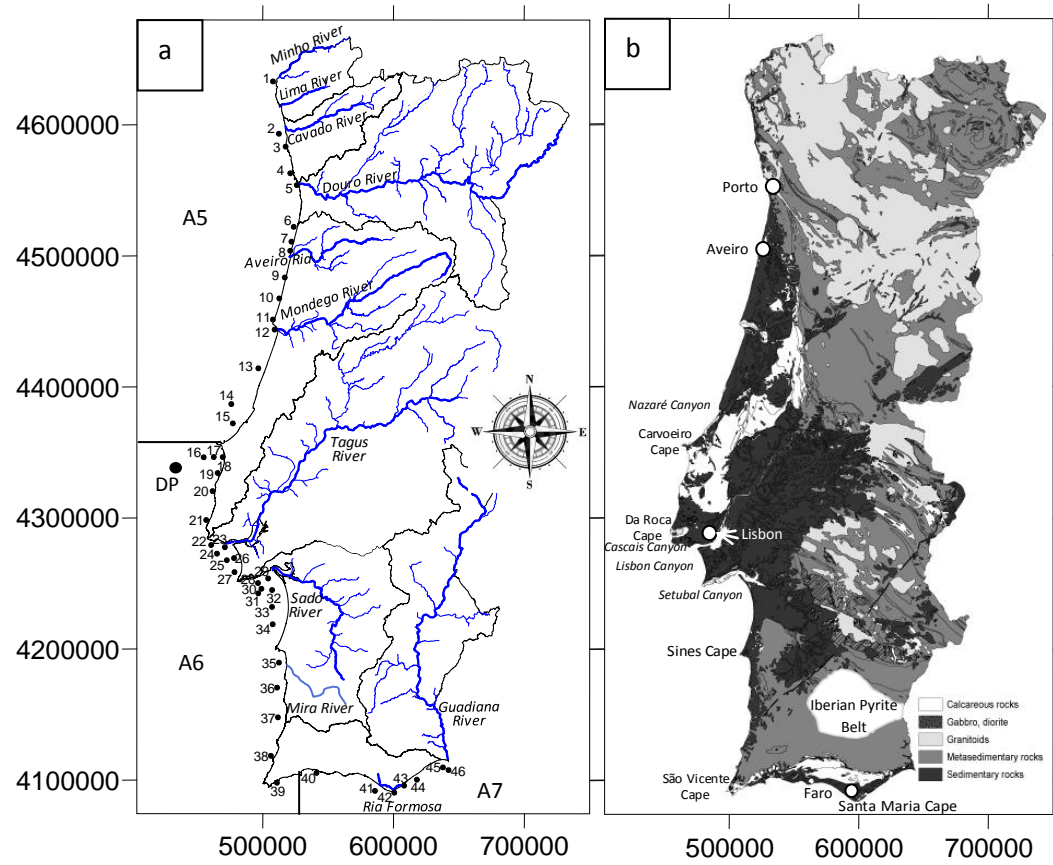 a
b
4600000
4500000
4400000
4300000
4200000
4100000
500000
600000
700000
Minho River
Lima River
Cavado River
Douro River
Aveiro Ria
Mondego River
Tagus
River
Sado
River
Mira River
Guadiana
River
Ria Formosa
A5
A6
A7
DP
N
W
E
S
1
2
3
4
5
6
7
8
9
10
11
12
13
14
15
16
17
18
19
20
21
22
23
24
25
26
27
28
29
30
31
32
33
34
35
36
37
38
39
40
41
42
43
44
45
46
Porto
Aveiro
Nazaré Canyon
Carvoeiro
Cape
Da Roca
Cape
Lisbon
Cascais Canyon
Lisbon Canyon
Setubal Canyon
Sines Cape
Iberian Pyrite
Belt
São Vicente
Cape
Faro
Santa Maria Cape
Calcareous rocks
Gabbro, diorite
Granitoids
Metasedimentary rocks
Sedimentary rocks
500000
600000
700000